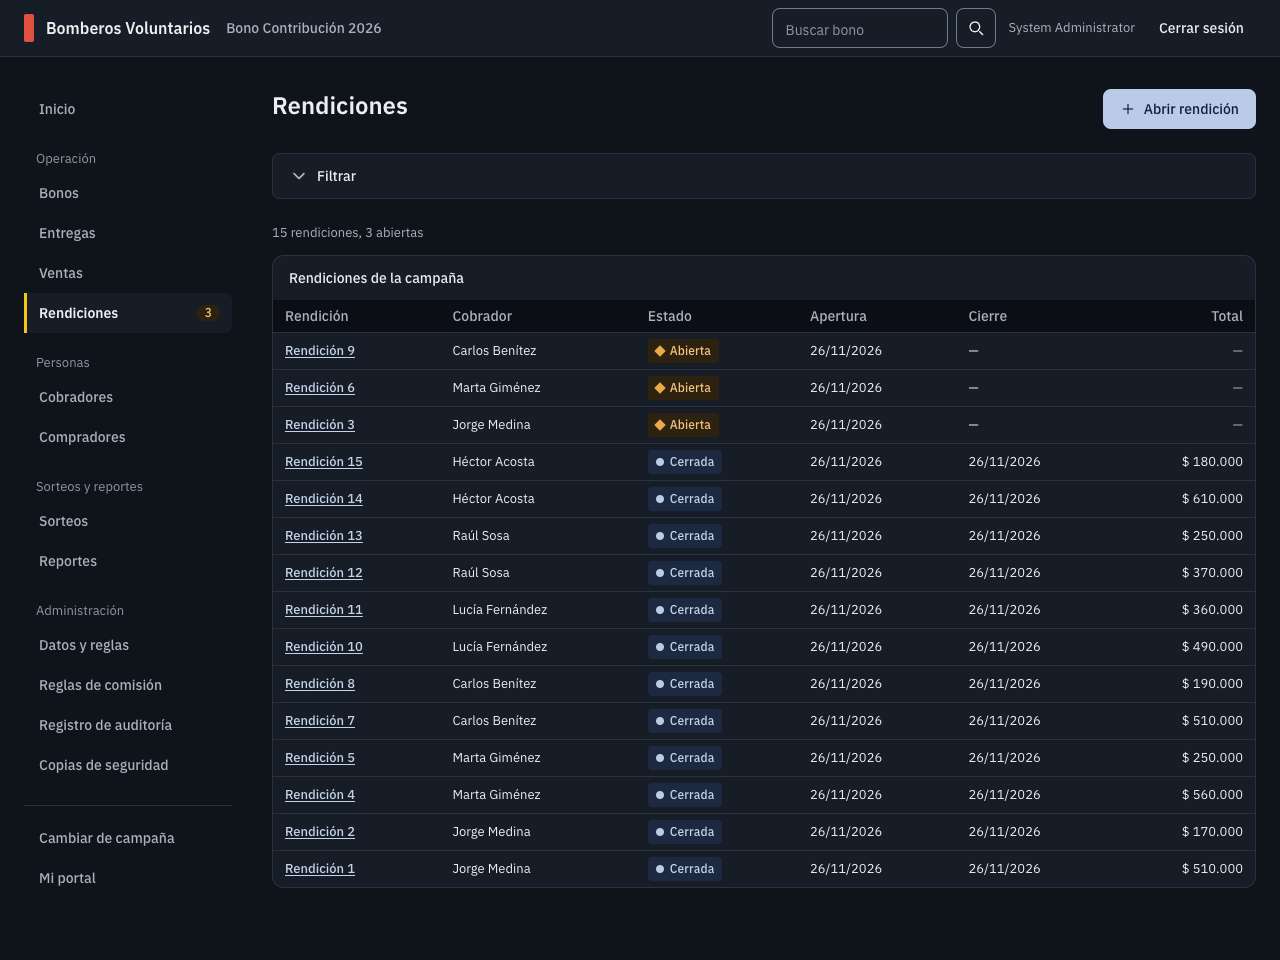 Bomberos Voluntarios Bono Contribución 2026 Buscar bono System Administrator Cerrar sesión
Inicio
Operación
Bonos
Entregas
Ventas
Rendiciones 3
Personas
Cobradores
Compradores
Sorteos y reportes
Sorteos
Reportes
Administración
Datos y reglas
Reglas de comisión
Registro de auditoría
Copias de seguridad
Cambiar de campaña
Mi portal
Rendiciones
+ Abrir rendición
Filtrar
15 rendiciones, 3 abiertas
Rendiciones de la campaña
Rendición Cobrador Estado Apertura Cierre Total
Rendición 9 Carlos Benítez Abierta 26/11/2026 — —
Rendición 6 Marta Giménez Abierta 26/11/2026 — —
Rendición 3 Jorge Medina Abierta 26/11/2026 — —
Rendición 15 Héctor Acosta Cerrada 26/11/2026 26/11/2026 $ 180.000
Rendición 14 Héctor Acosta Cerrada 26/11/2026 26/11/2026 $ 610.000
Rendición 13 Raúl Sosa Cerrada 26/11/2026 26/11/2026 $ 250.000
Rendición 12 Raúl Sosa Cerrada 26/11/2026 26/11/2026 $ 370.000
Rendición 11 Lucía Fernández Cerrada 26/11/2026 26/11/2026 $ 360.000
Rendición 10 Lucía Fernández Cerrada 26/11/2026 26/11/2026 $ 490.000
Rendición 8 Carlos Benítez Cerrada 26/11/2026 26/11/2026 $ 190.000
Rendición 7 Carlos Benítez Cerrada 26/11/2026 26/11/2026 $ 510.000
Rendición 5 Marta Giménez Cerrada 26/11/2026 26/11/2026 $ 250.000
Rendición 4 Marta Giménez Cerrada 26/11/2026 26/11/2026 $ 560.000
Rendición 2 Jorge Medina Cerrada 26/11/2026 26/11/2026 $ 170.000
Rendición 1 Jorge Medina Cerrada 26/11/2026 26/11/2026 $ 510.000